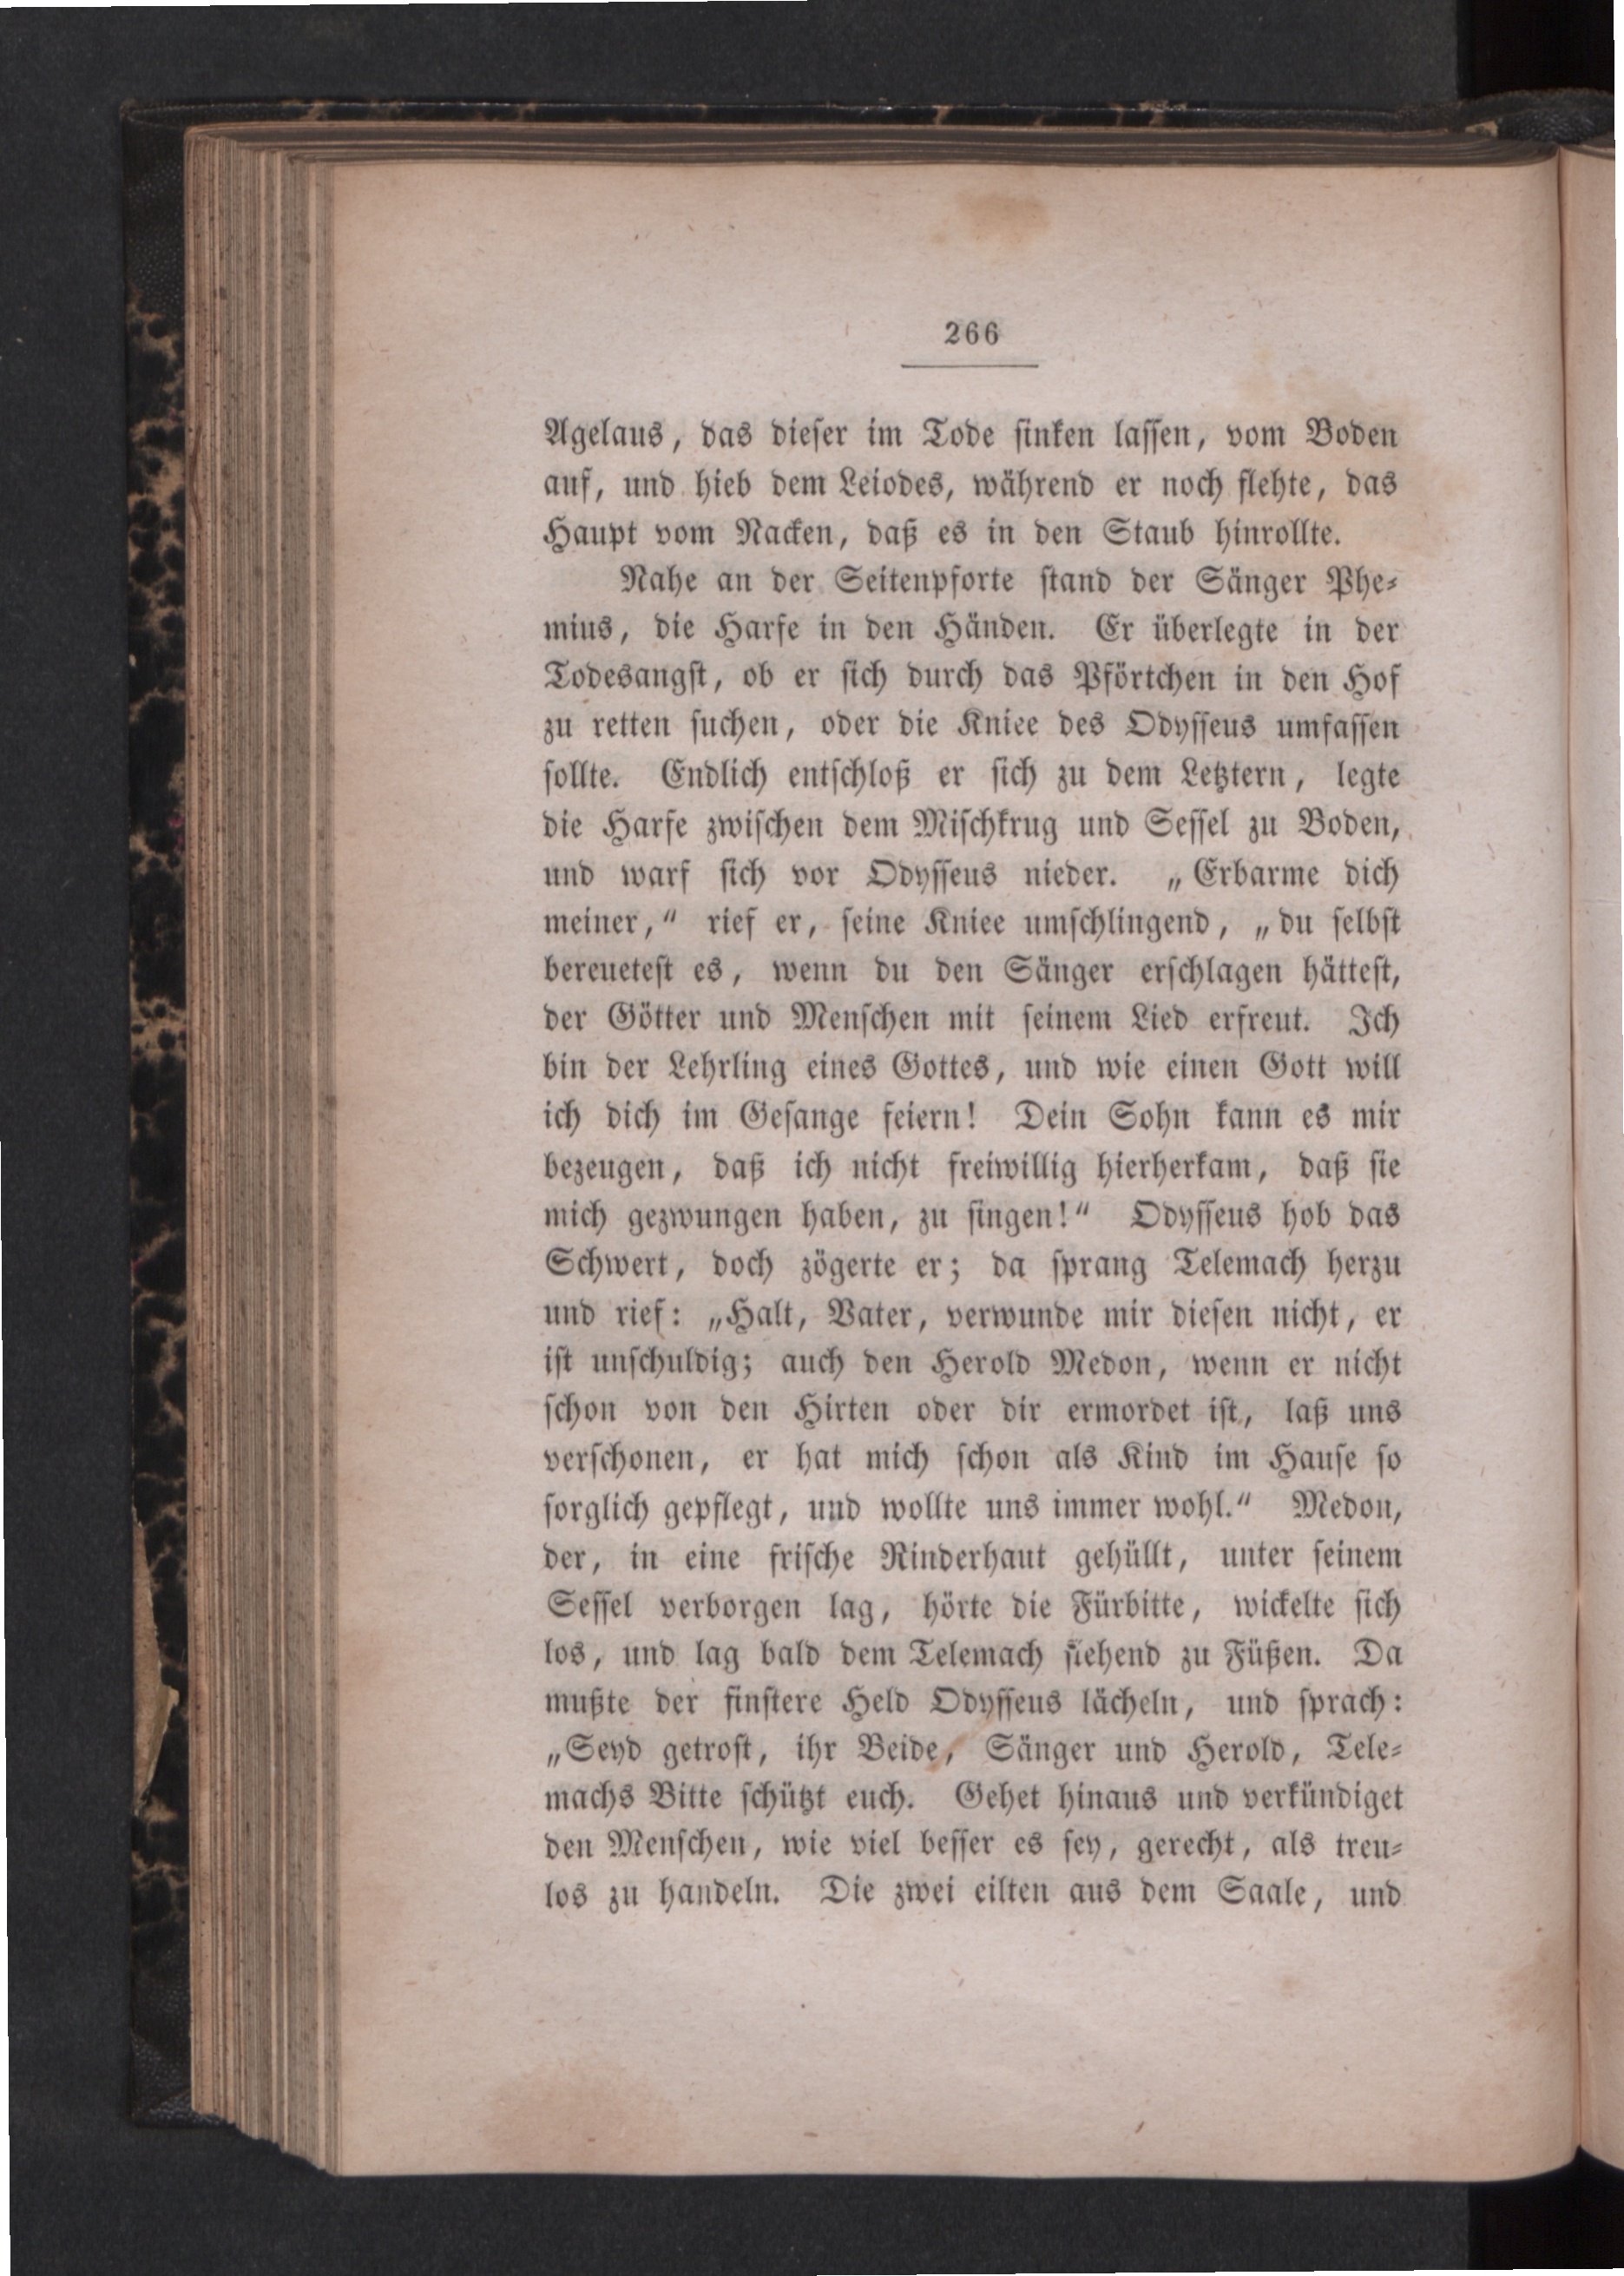 266
Agelaus, das dieser im Tode sinken lassen, vom Boden
auf, und hieb dem Leiodes, während er noch flehte, das
Haupt vom Nacken, daß es in den Staub hinrollte.
Nahe an der Seitenpforte stand der Sänger Phe-
mius, die Harfe in den Händen. Er überlegte in der
Todesangst, ob er sich durch das Pförtchen in den Hof
zu retten suchen, oder die Kniee des Odysseus umfassen
sollte. Endlich entschloß er sich zu dem Letztern, legte
die Harfe zwischen dem Mischkrug und Sessel zu Boden,
und warf sich vor Odysseus nieder. „Erbarme dich
meiner,“ rief er, seine Kniee umschlingend, „du selbst
bereuetest es, wenn du den Sänger erschlagen hättest,
der Götter und Menschen mit seinem Lied erfreut. Ich
bin der Lehrling eines Gottes, und wie einen Gott will
ich dich im Gesange feiern! Dein Sohn kann es mir
bezeugen, daß ich nicht freiwillig hierherkam, daß sie
mich gezwungen haben, zu singen!“ Odysseus hob das
Schwert, doch zögerte er; da sprang Telemach herzu
und rief: „Halt, Vater, verwunde mir diesen nicht, er
ist unschuldig; auch den Herold Medon, wenn er nicht
schon von den Hirten oder dir ermordet ist, laß uns
verschonen, er hat mich schon als Kind im Hause so
sorglich gepflegt, und wollte uns immer wohl.“ Medon,
der, in eine frische Rinderhaut gehüllt, unter seinem
Sessel verborgen lag, hörte die Fürbitte, wickelte sich
los, und lag bald dem Telemach flehend zu Füßen. Da
mußte der finstere Held Odysseus lächeln, und sprach:
„Seyd getrost, ihr Beide, Sänger und Herold, Tele-
machs Bitte schützt euch. Gehet hinaus und verkündiget
den Menschen, wie viel besser es sey, gerecht, als treu-
los zu handeln. Die zwei eilten aus dem Saale, und